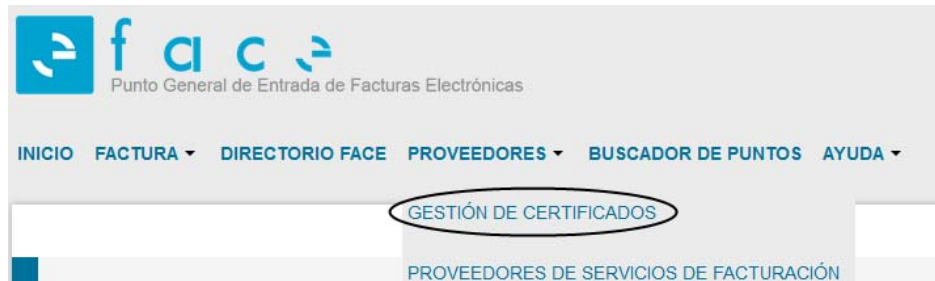 face
Punto General de Entrada de Facturas Electrónicas
INICIO FACTURA DIRECTORIO FACE PROVEEDORES BUSCADOR DE PUNTOS AYUDA
GESTIÓN DE CERTIFICADOS
PROVEEDORES DE SERVICIOS DE FACTURACIÓN